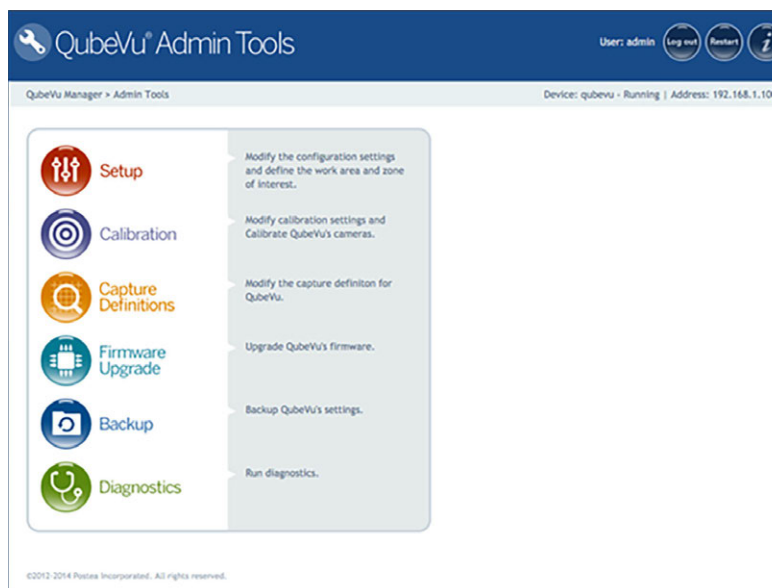 QubeVu® Admin Tools
User: admin
Log out
Restart
i
QubeVu Manager > Admin Tools
Device: qubevu - Running | Address: 192.168.1.10
Setup
Modify the configuration settings
and define the work area and zone
of interest.
Calibration
Modify calibration settings and
Calibrate QubeVu's cameras.
Capture
Definitions
Modify the capture definiton for
QubeVu.
Firmware
Upgrade
Upgrade QubeVu's firmware.
Backup
Backup QubeVu's settings.
Diagnostics
Run diagnostics.
©2012-2014 Postea Incorporated. All rights reserved.